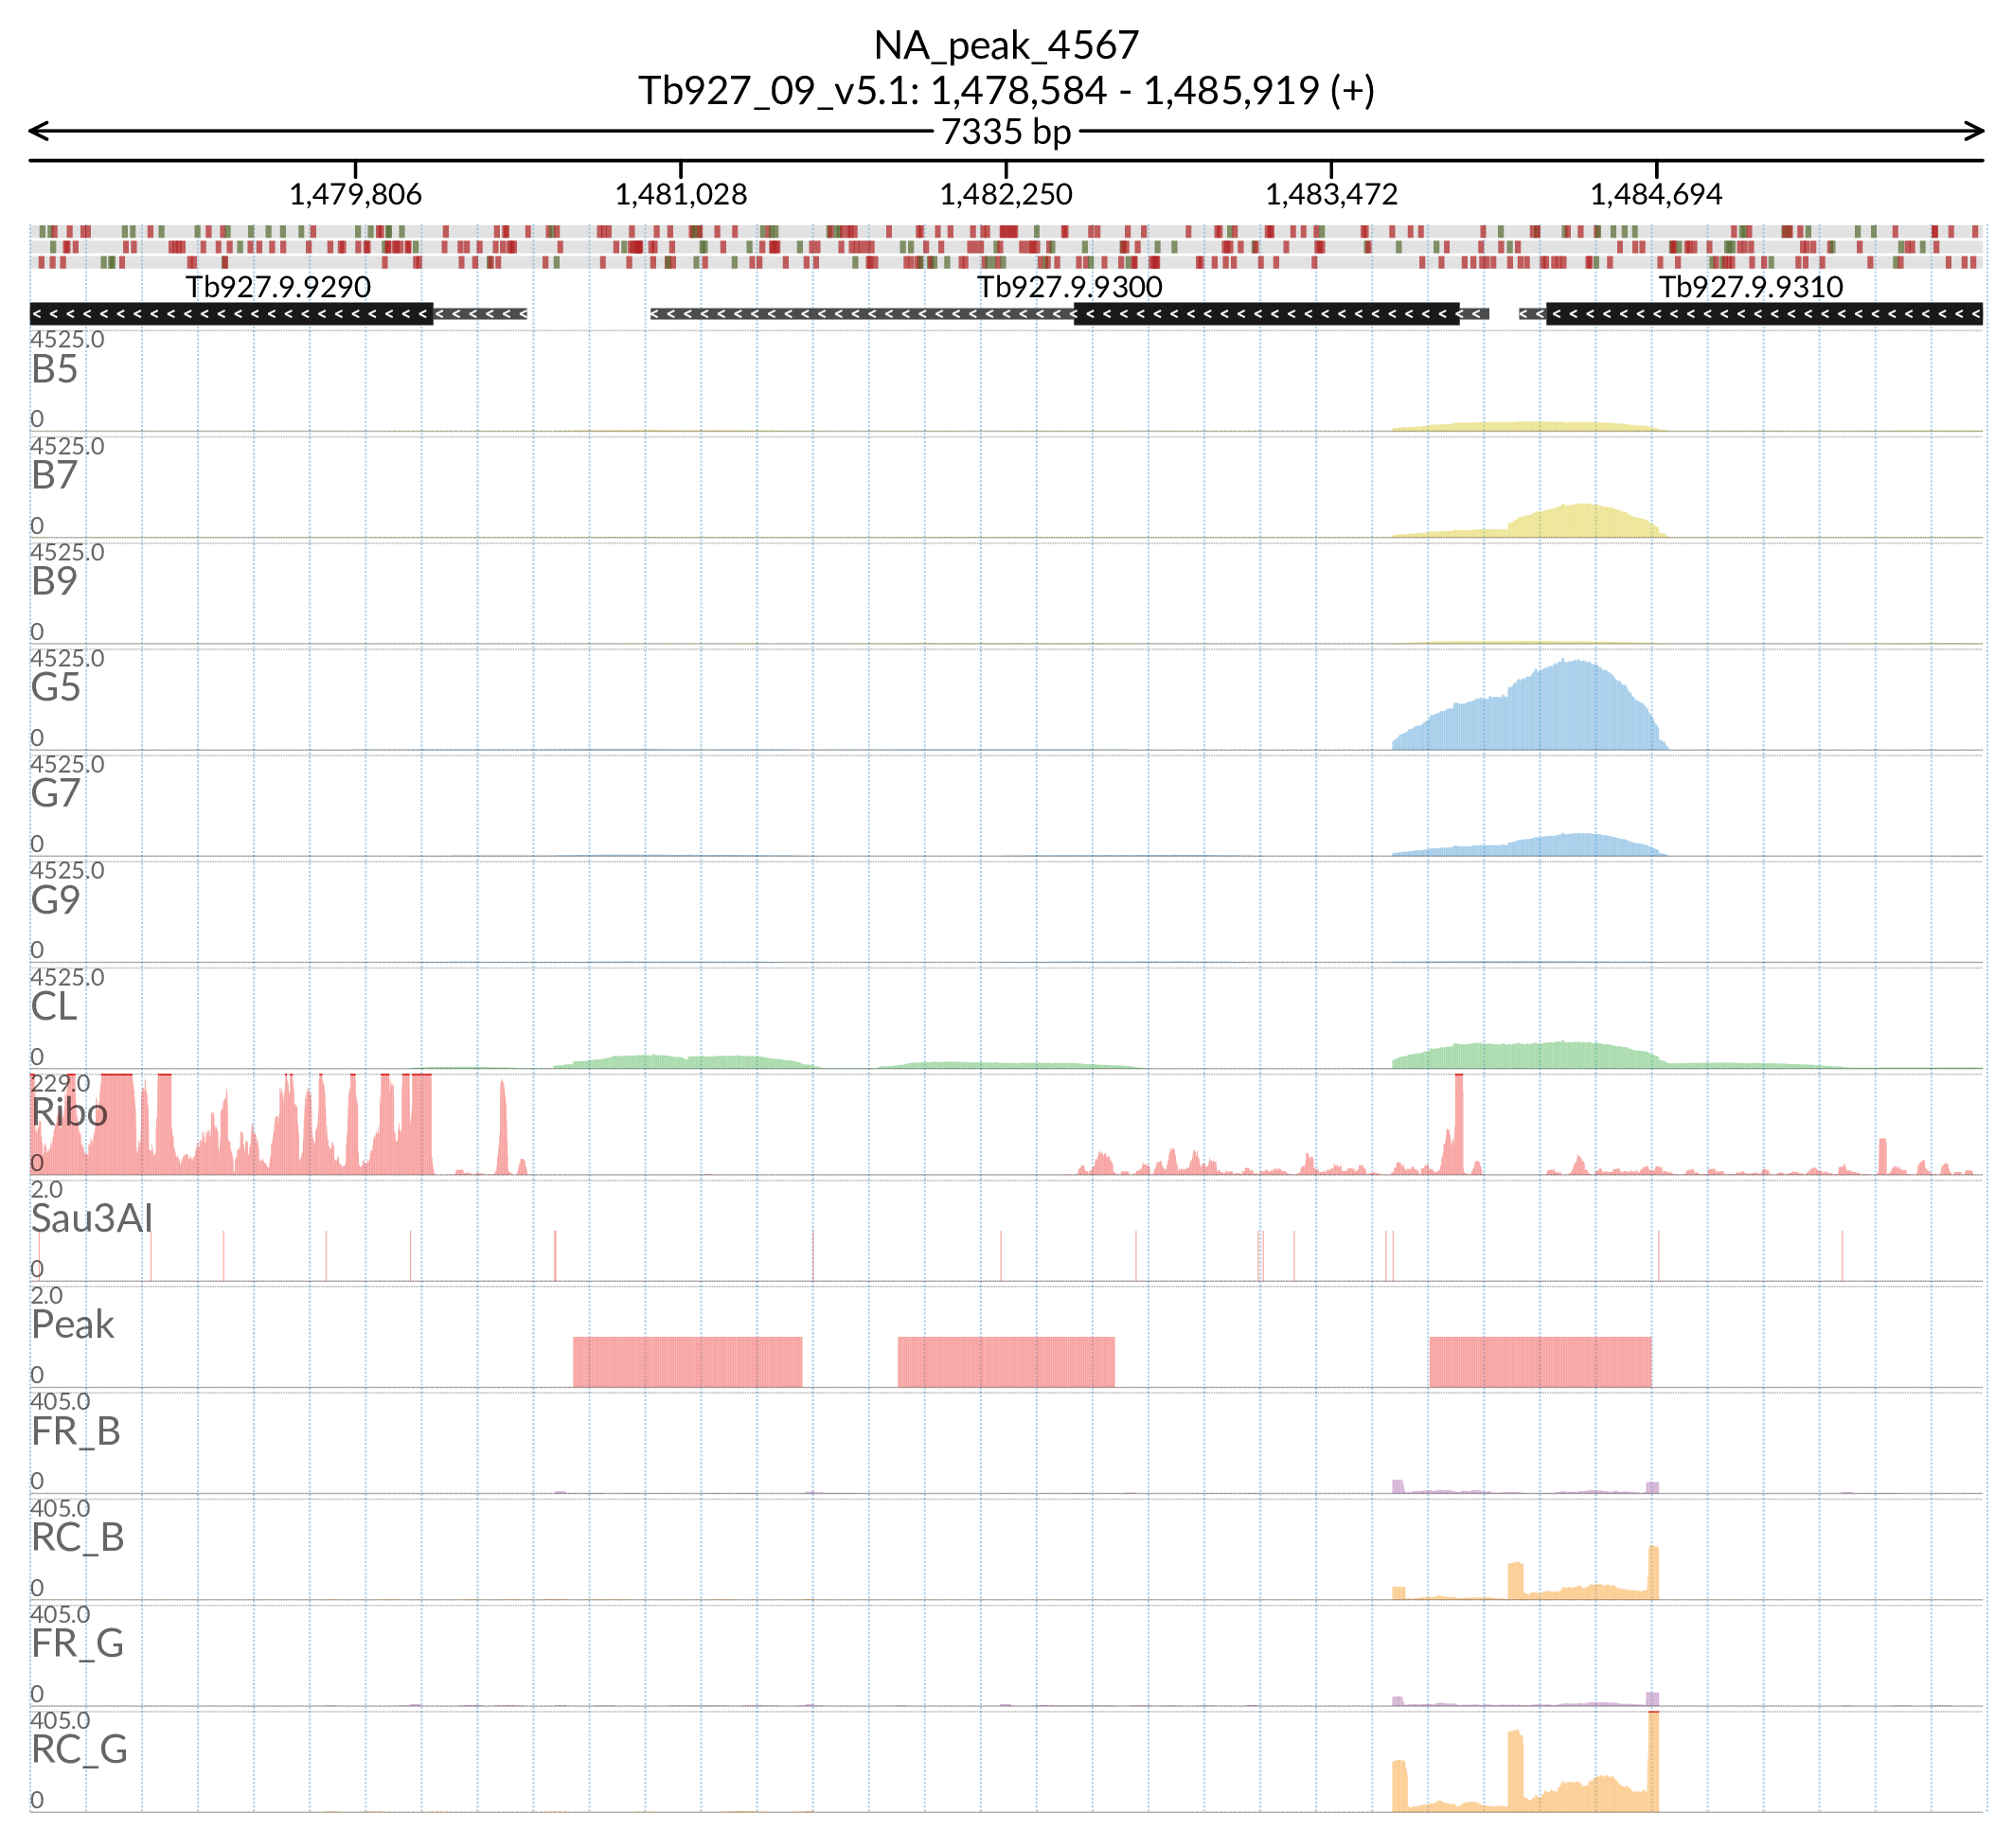 NA_peak_4567
Tb927_09_v5.1: 1,478,584 - 1,485,919 (+)
7335 bp
1,479,806 1,481,028 1,482,250 1,483,472 1,484,694
Tb927.9.9290 Tb927.9.9300 Tb927.9.9310
4525.0
B5
0
4525.0
B7
0
4525.0
B9
0
4525.0
G5
0
4525.0
G7
0
4525.0
G9
0
4525.0
CL
0
229.0
Ribo
0
2.0
Sau3AI
0
2.0
Peak
0
405.0
FR_B
0
405.0
RC_B
0
405.0
FR_G
0
405.0
RC_G
0